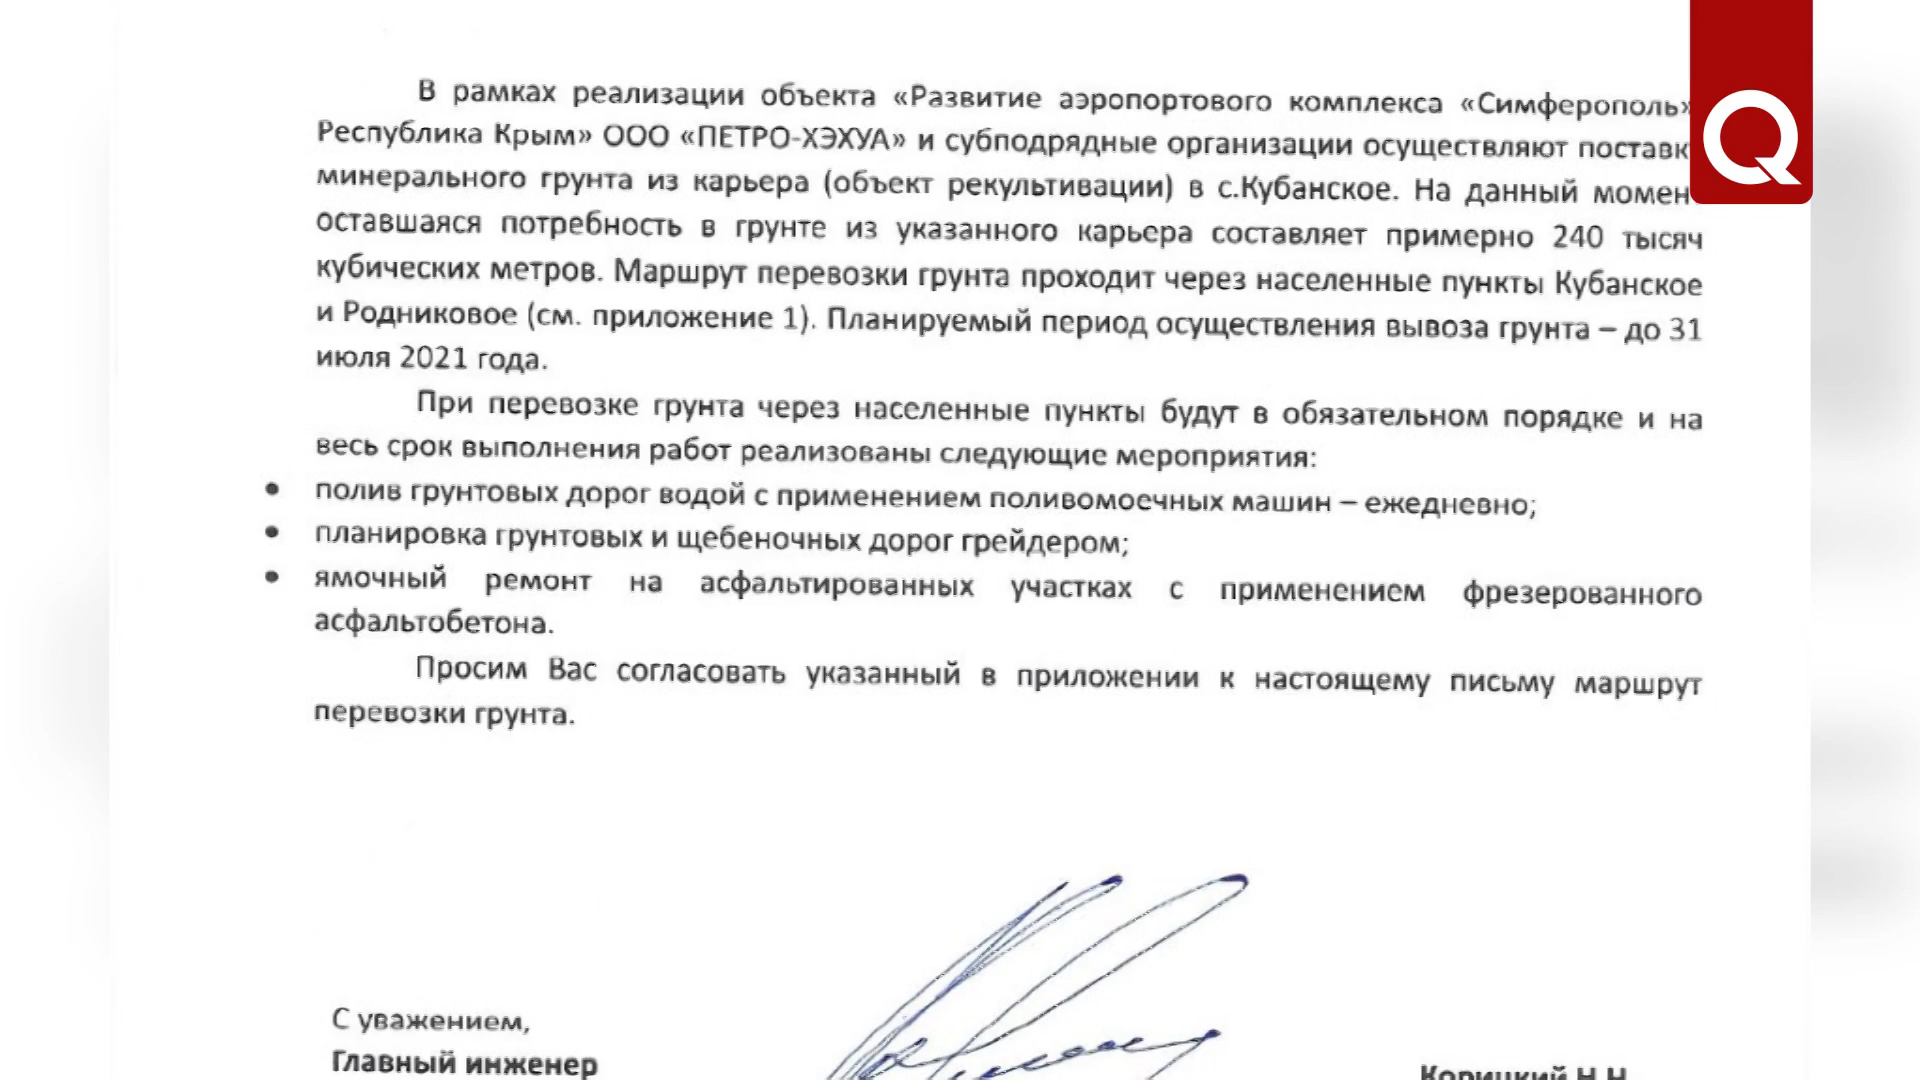 В рамках реализации объекта «Развитие аэропортового комплекса «Симферополь»
Республика Крым» ООО «ПЕТРО-ХЭХУА» и субподрядные организации осуществляют поставк
минерального грунта из карьера (объект рекультивации) в с.Кубанское. На данный момен
оставшаяся потребность в грунте из указанного карьера составляет примерно 240 тысяч
кубических метров. Маршрут перевозки грунта проходит через населенные пункты Кубанское
и Родниковое (см. приложение 1). Планируемый период осуществления вывоза грунта – до 31
июля 2021 года.
При перевозке грунта через населенные пункты будут в обязательном порядке и на
весь срок выполнения работ реализованы следующие мероприятия:
• полив грунтовых дорог водой с применением поливомоечных машин – ежедневно;
• планировка грунтовых и щебеночных дорог грейдером;
• ямочный ремонт на асфальтированных участках с применением фрезерованного
асфальтобетона.
Просим Вас согласовать указанный в приложении к настоящему письму маршрут
перевозки грунта.
С уважением,
Главный инженер
Корицкий Н.Н.
Q